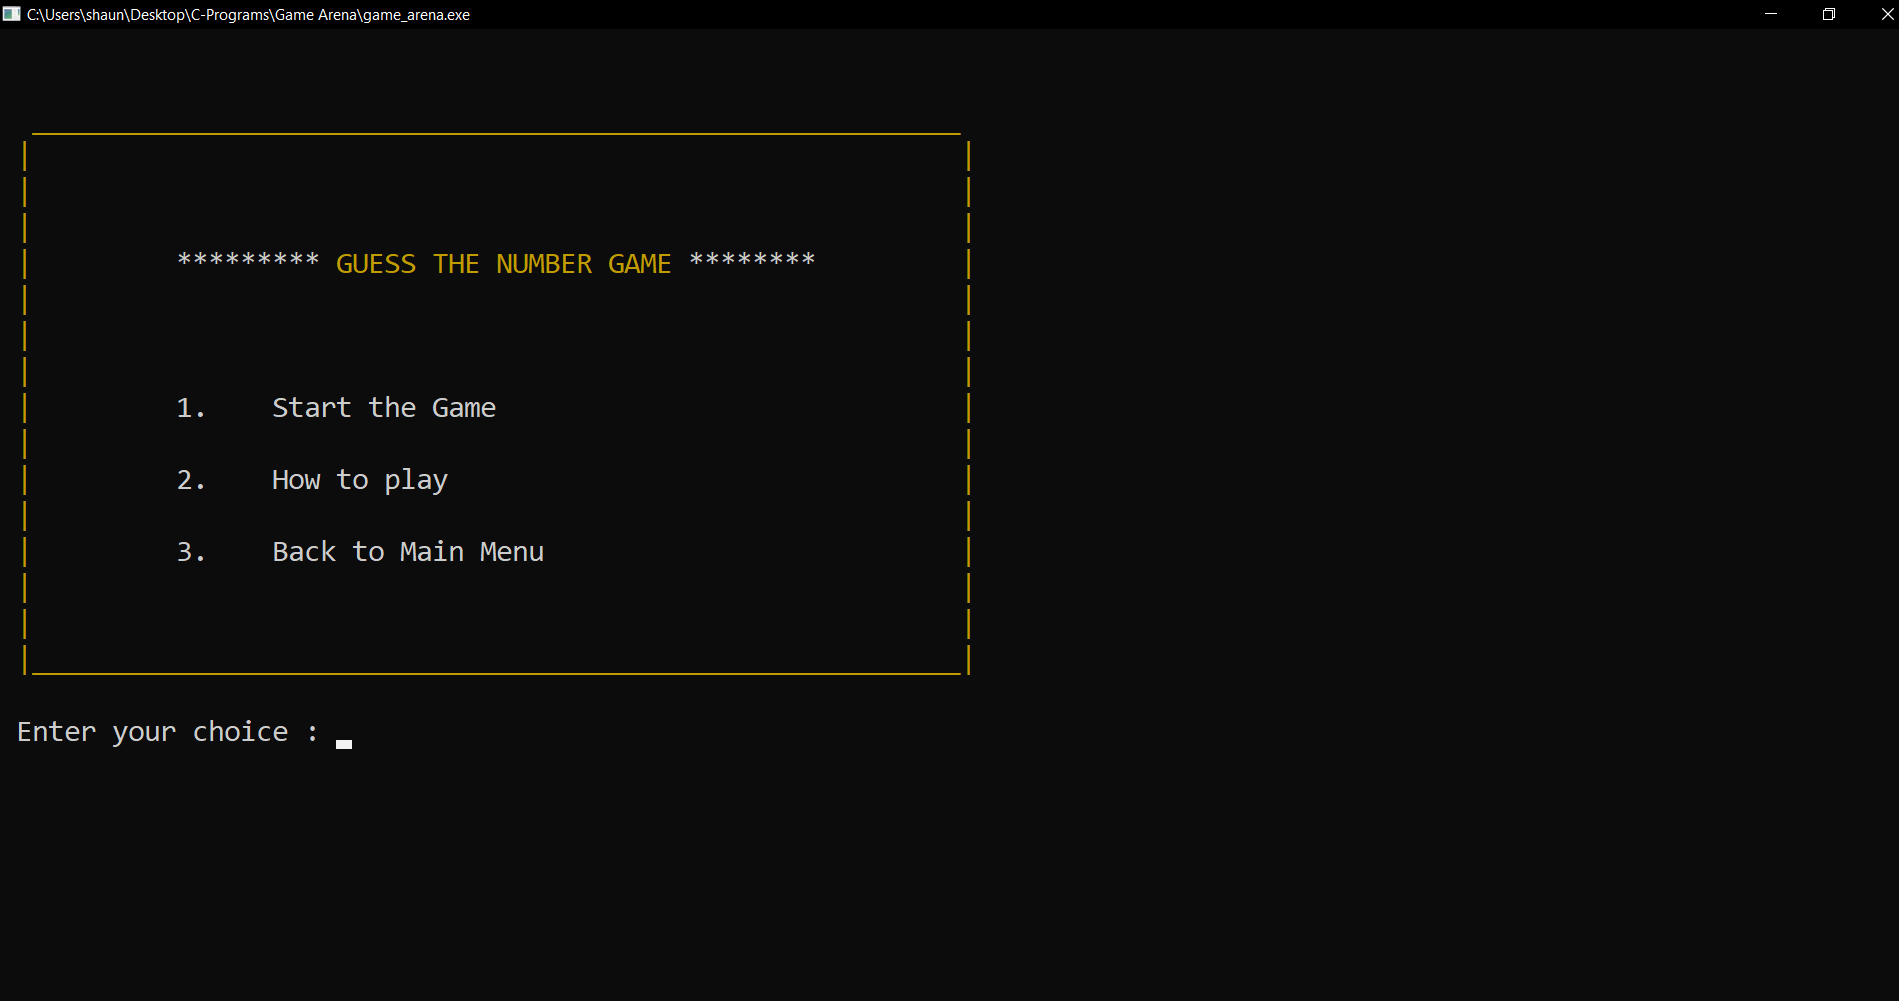 C:\Users\shaun\Desktop\C-Programs\Game Arena\game_arena.exe
********* GUESS THE NUMBER GAME ********
1. Start the Game
2. How to play
3. Back to Main Menu
Enter your choice :